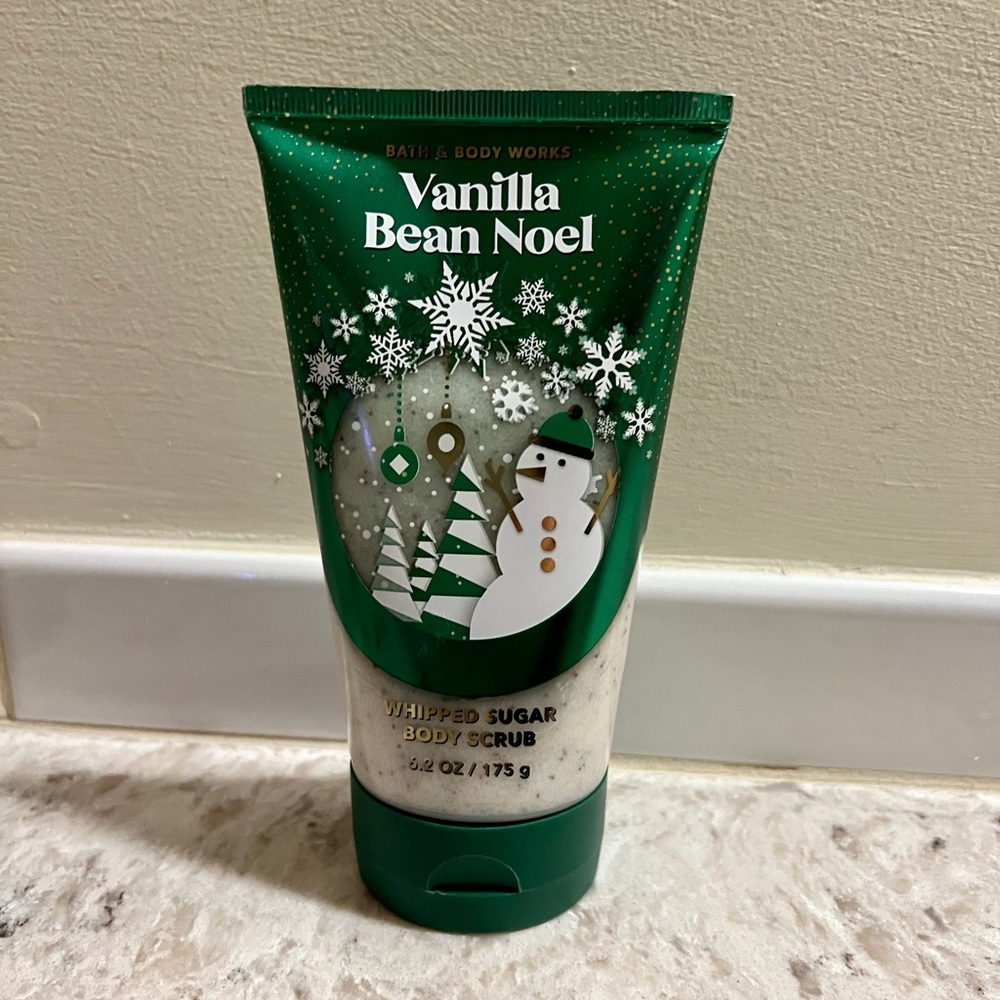 BATH & BODY WORKS
Vanilla
Bean Noel
WHIPPED SUGAR
BODY SCRUB
6.2 OZ / 175 g